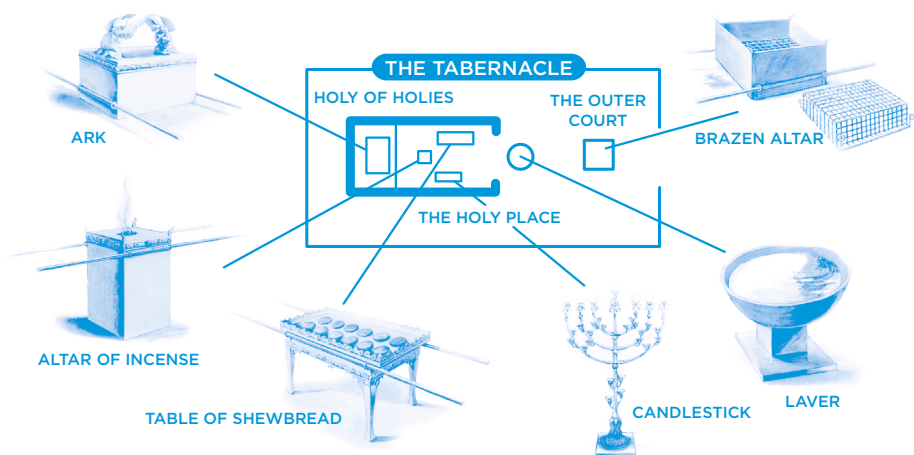 THE TABERNACLE
HOLY OF HOLIES
THE OUTER
COURT
ARK
BRAZEN ALTAR
THE HOLY PLACE
ALTAR OF INCENSE
TABLE OF SHEWBREAD
CANDLESTICK
LAVER